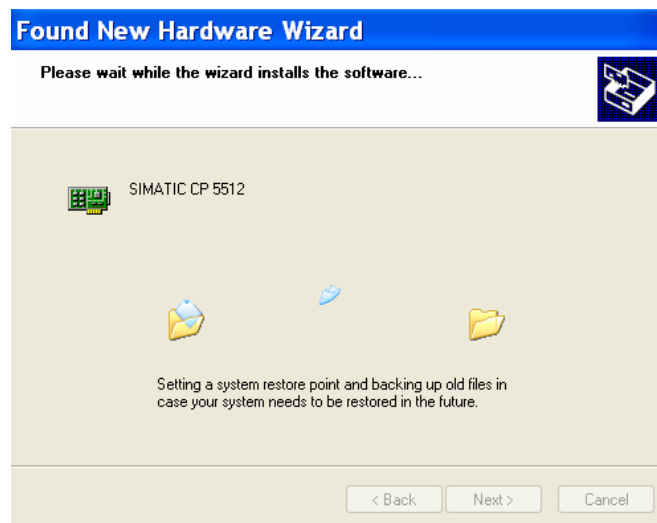 Found New Hardware Wizard
Please wait while the wizard installs the software...
SIMATIC CP 5512
Setting a system restore point and backing up old files in
case your system needs to be restored in the future.
< Back
Next >
Cancel